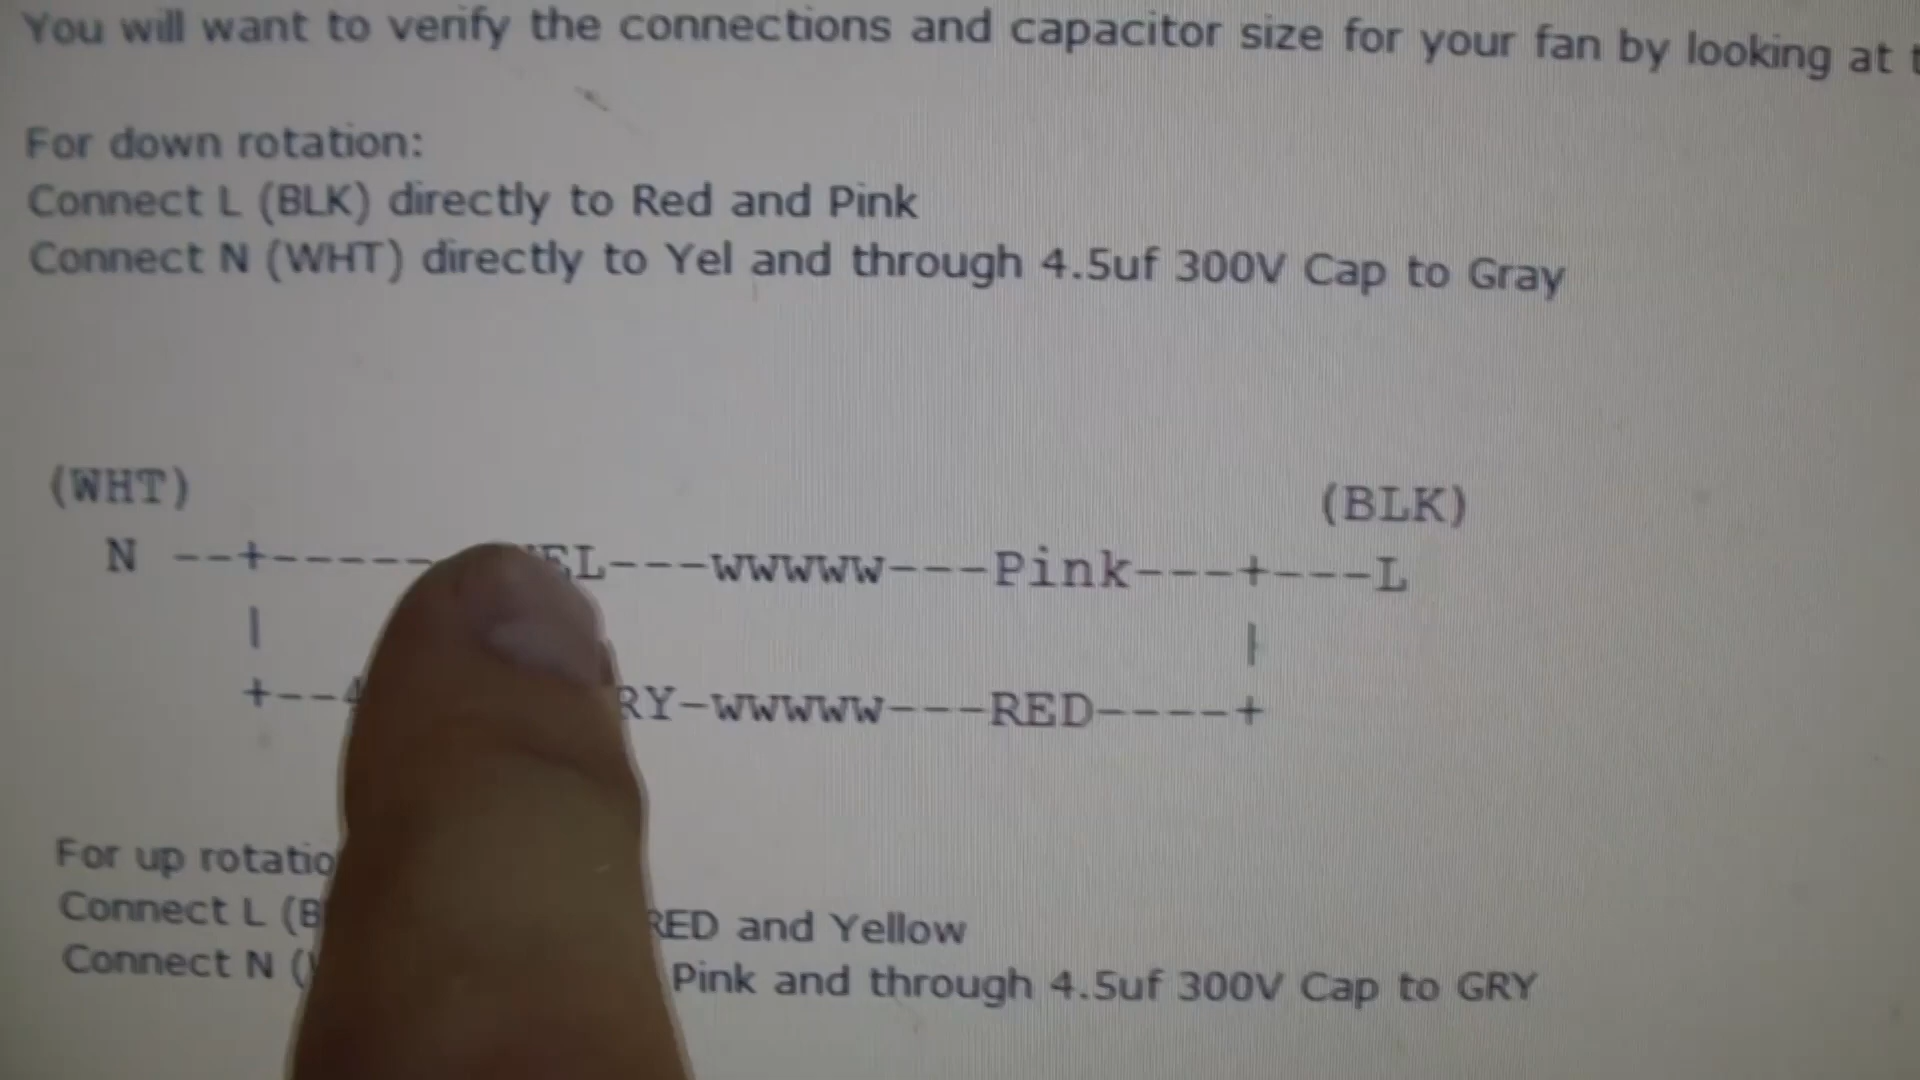 You will want to verify the connections and capacitor size for your fan by looking at
For down rotation:
Connect L (BLK) directly to Red and Pink
Connect N (WHT) directly to Yel and through 4.5uf 300V Cap to Gray
(WHT) (BLK)
N --+----- EL---WWWWW---Pink---+---L
| |
+--4 RY-WWWWW---RED----+
For up rotatio
Connect L (B RED and Yellow
Connect N ( Pink and through 4.5uf 300V Cap to GRY